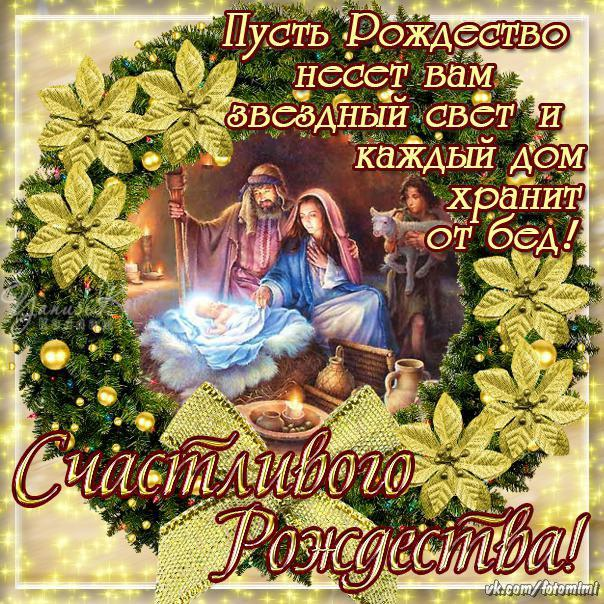 Пусть Рождество
несет вам
звездный свет и
каждый дом
хранит
от бед!
Счастливого
Рождества!
vk.com/fotomimi